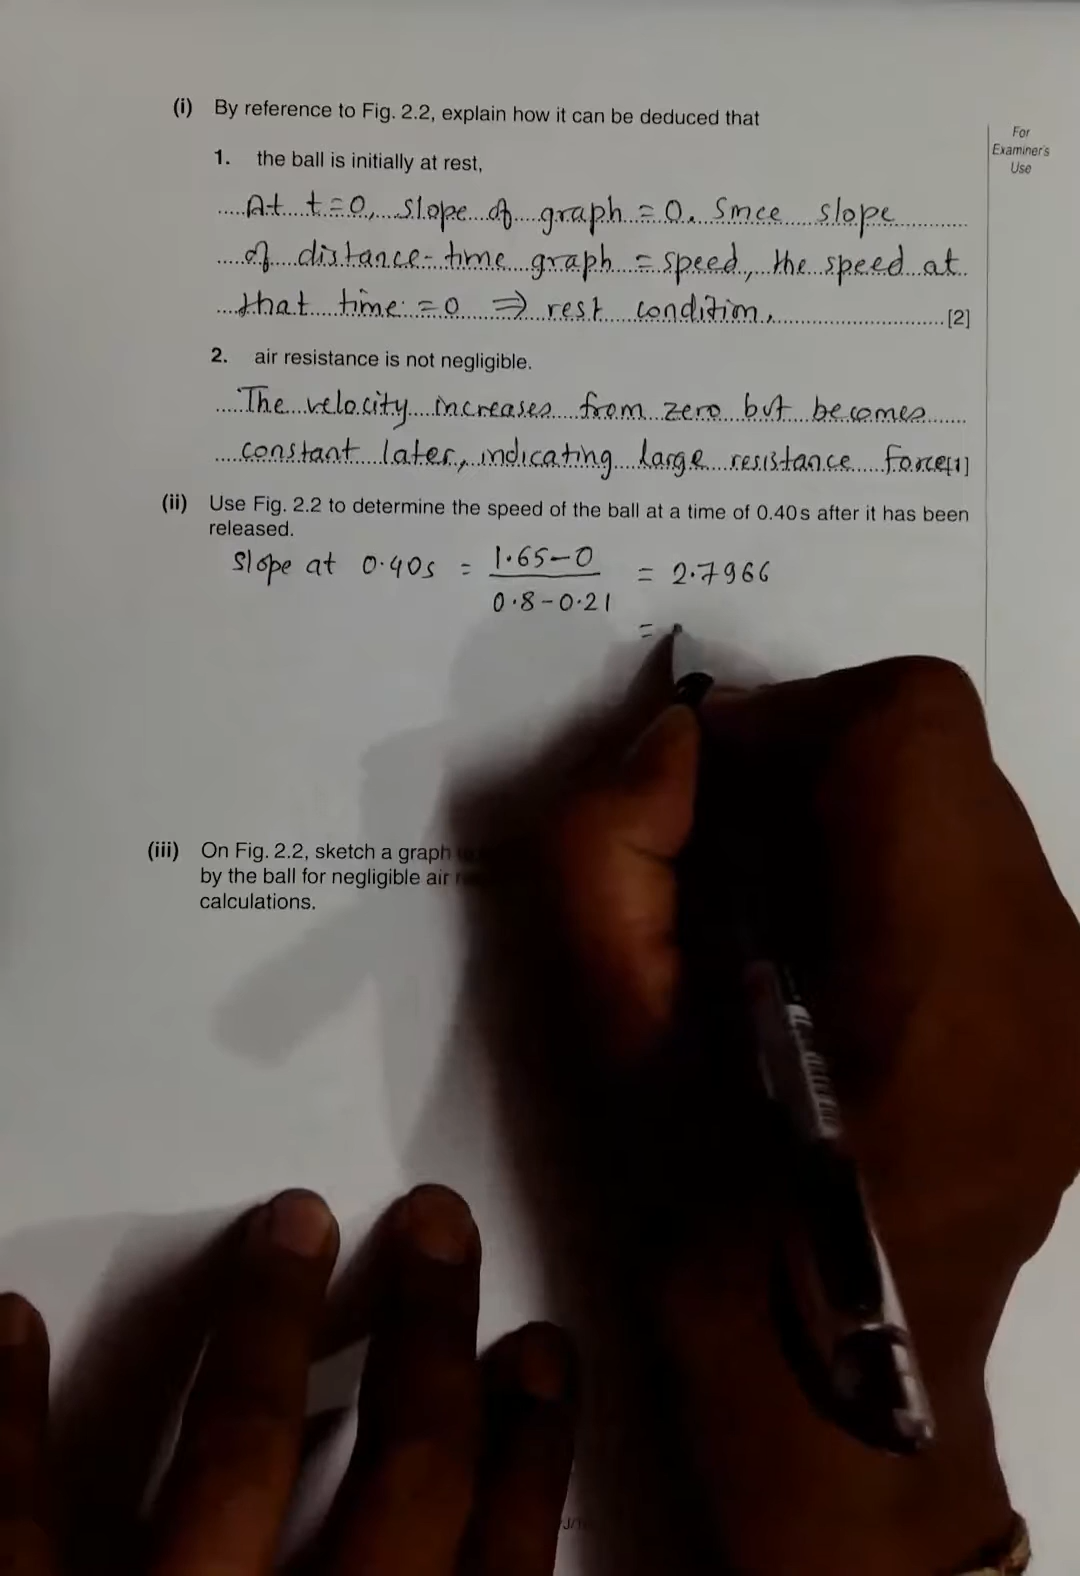 (i) By reference to Fig. 2.2, explain how it can be deduced that
For
Examiner's
Use
1. the ball is initially at rest,
At t=0, slope of graph = 0. Since slope
of distance-time graph = speed, the speed at
that time = 0 ⇒ rest condition. [2]
2. air resistance is not negligible.
The velocity increases from zero but becomes
constant later, indicating large resistance force [1]
(ii) Use Fig. 2.2 to determine the speed of the ball at a time of 0.40 s after it has been
released.
Slope at 0.40s = 1.65-0 / 0.8-0.21 = 2.7966
=
(iii) On Fig. 2.2, sketch a graph
by the ball for negligible air
calculations.